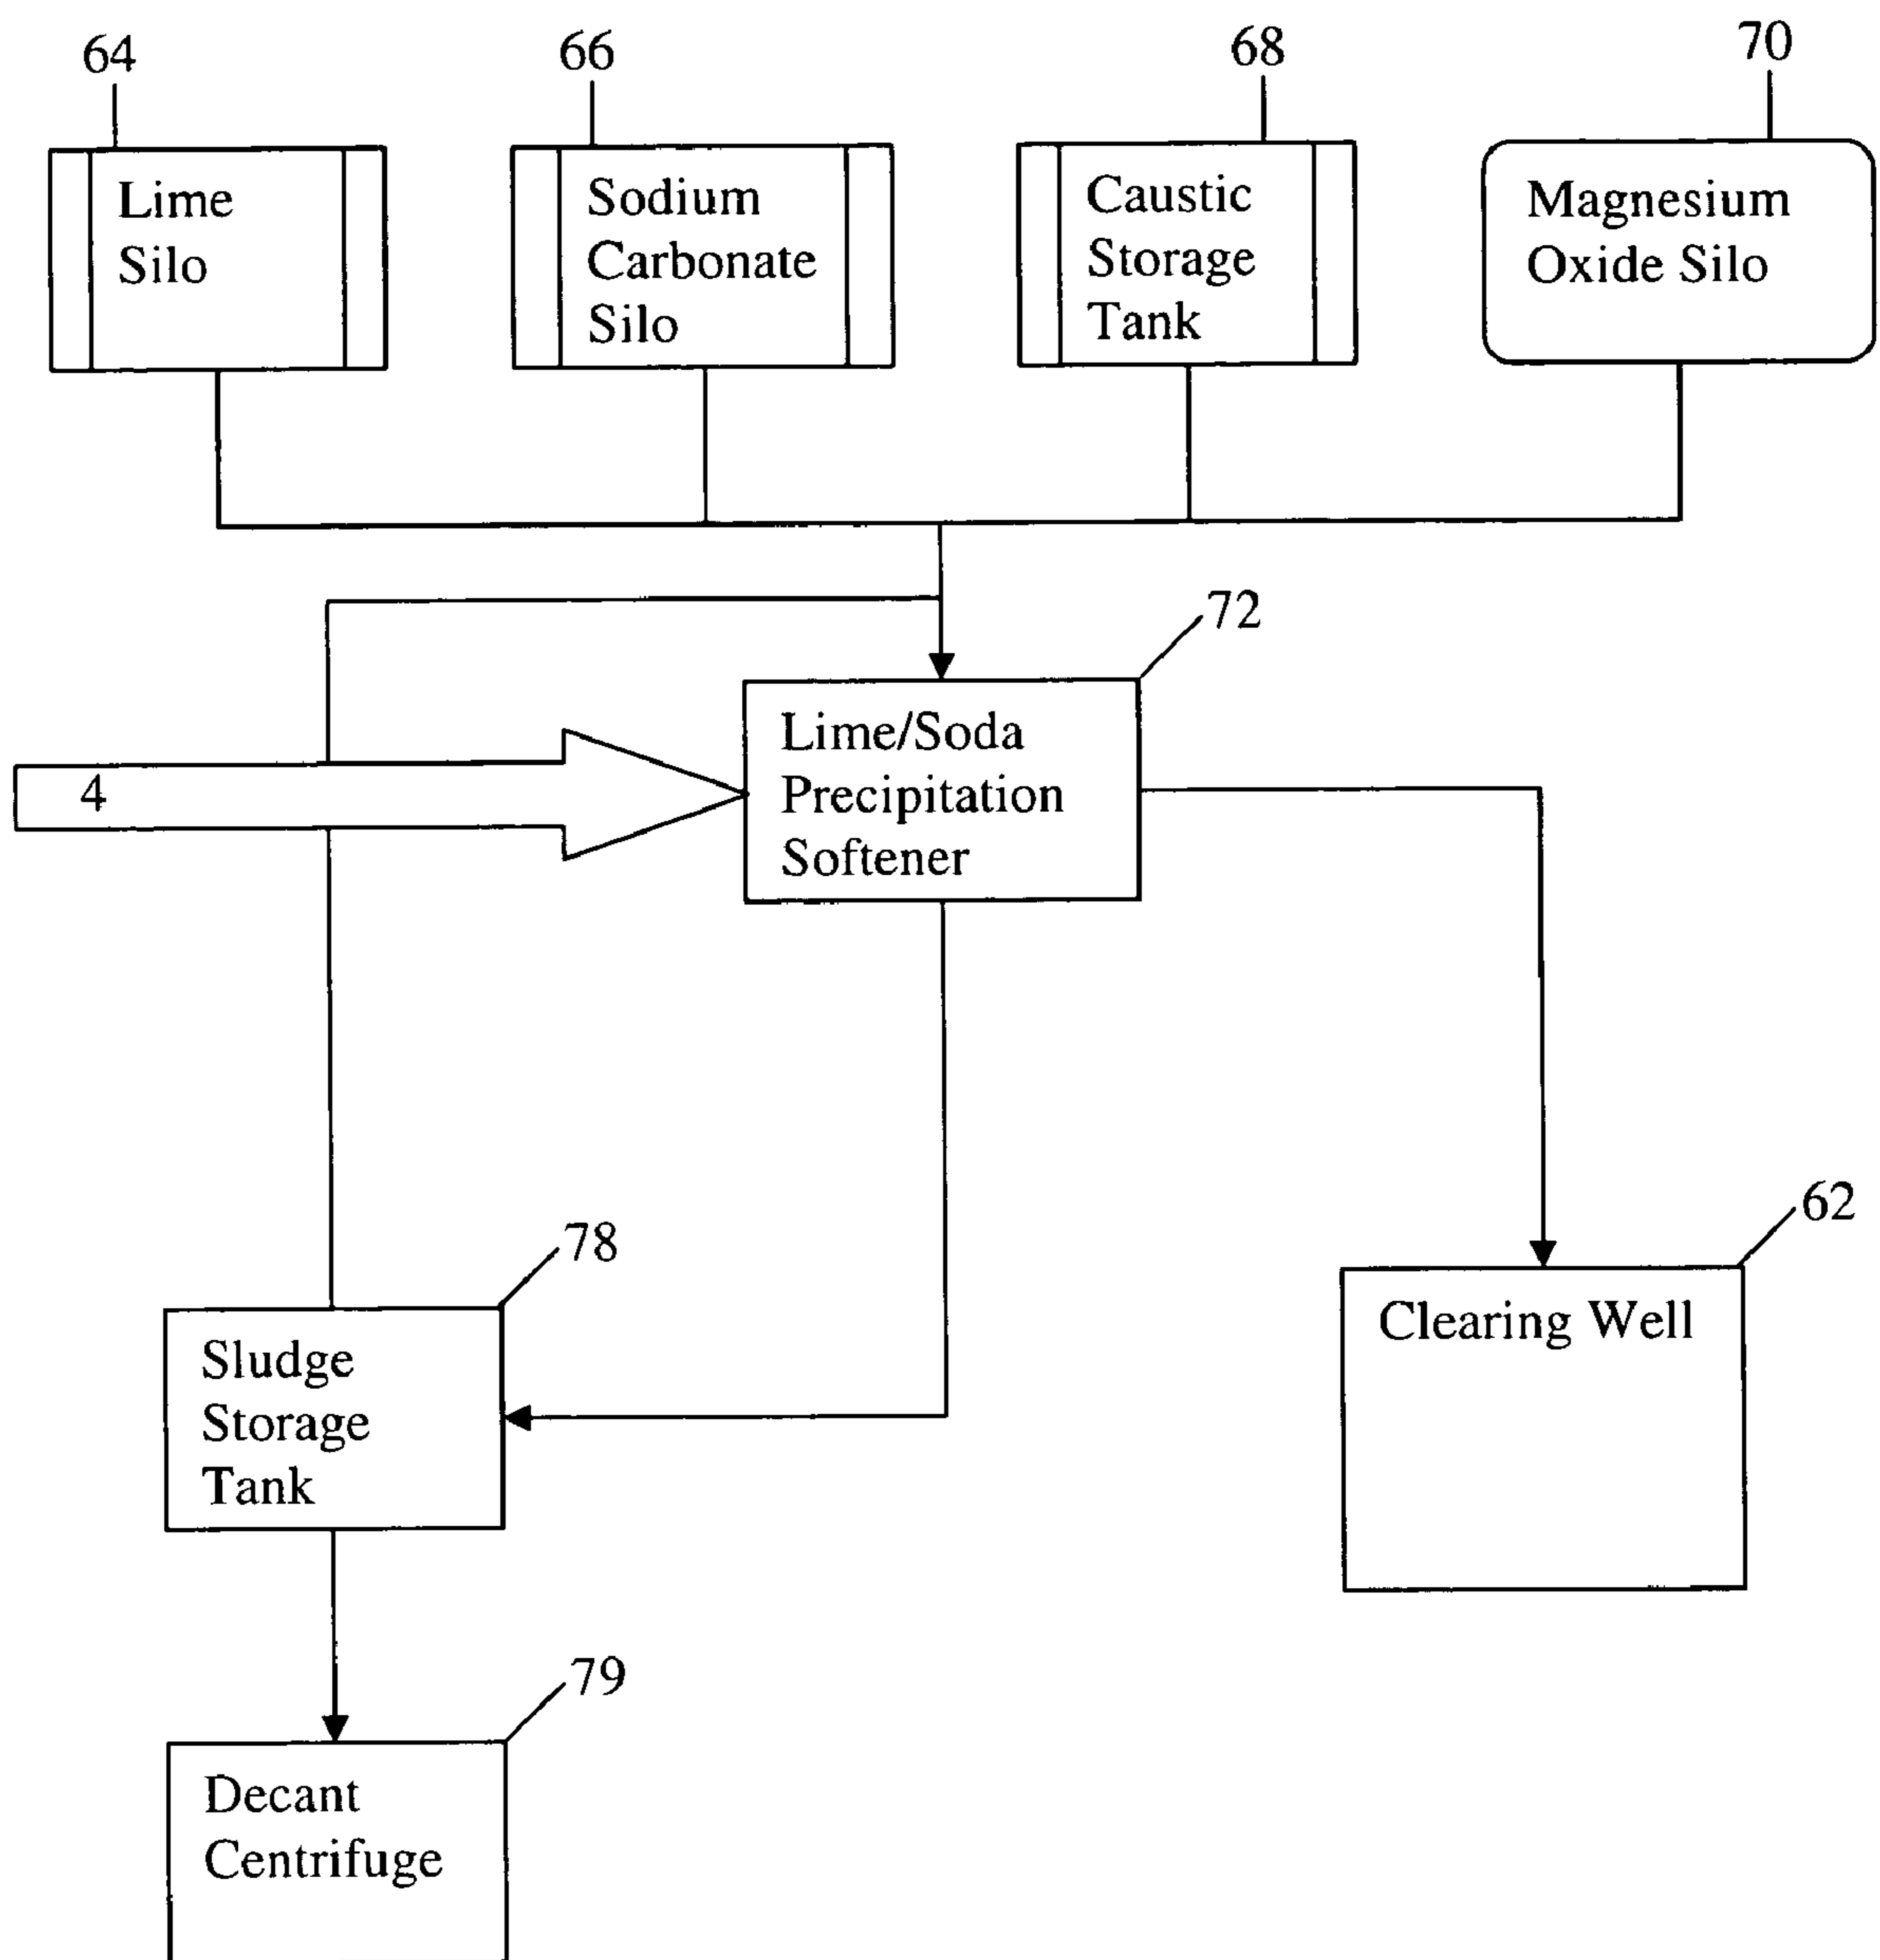 64
66
68
70
Lime
Silo
Sodium
Carbonate
Silo
Caustic
Storage
Tank
Magnesium
Oxide Silo
72
4
Lime/Soda
Precipitation
Softener
78
62
Sludge
Storage
Tank
Clearing Well
79
Decant
Centrifuge